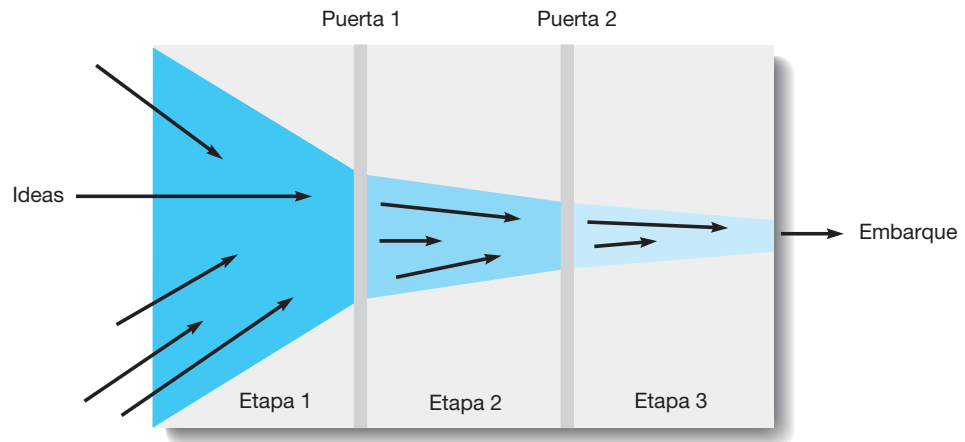 Puerta 1
Puerta 2
Ideas
Embarque
Etapa 1
Etapa 2
Etapa 3